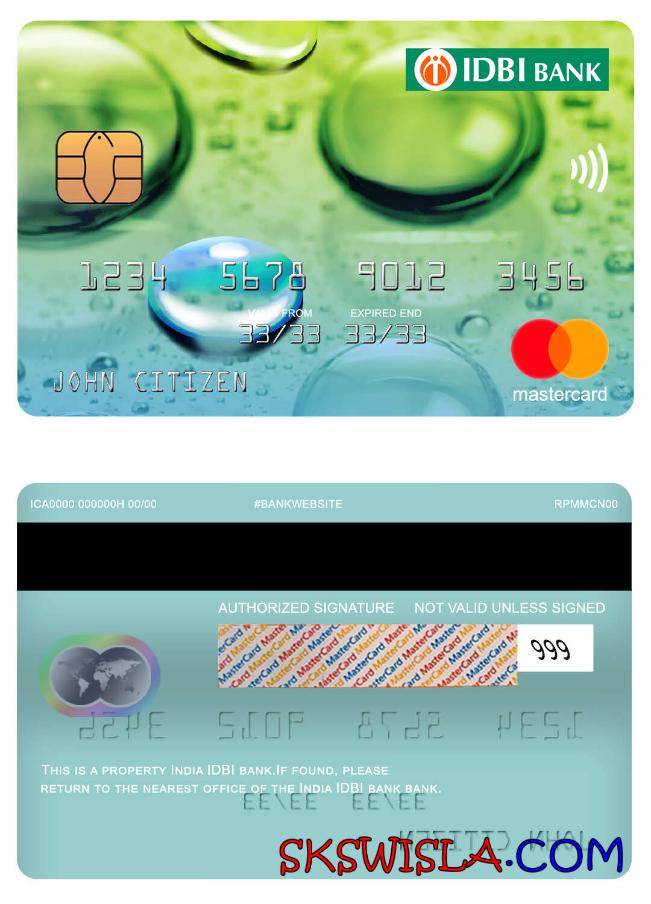 IDBI BANK
1234 5678 9012 3456
VALID FROM EXPIRED END
33/33 33/33
JOHN CITIZEN
mastercard
ICA0000 000000H 00/00 #BANKWEBSITE RPMMCN00
AUTHORIZED SIGNATURE NOT VALID UNLESS SIGNED
MasterCard MasterCard MasterCard
999
THIS IS A PROPERTY INDIA IDBI BANK.IF FOUND, PLEASE
RETURN TO THE NEAREST OFFICE OF THE INDIA IDBI BANK BANK.
SKSWISLA.COM